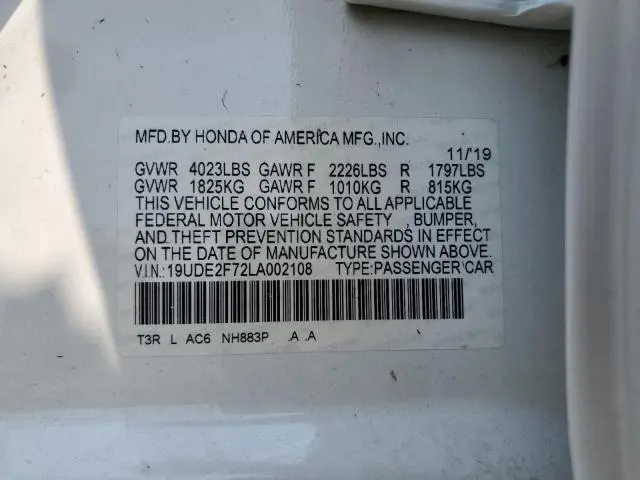 MFD.BY HONDA OF AMERICA MFG.,INC.
11/'19
GVWR 4023LBS GAWR F 2226LBS R 1797LBS
GVWR 1825KG GAWR F 1010KG R 815KG
THIS VEHICLE CONFORMS TO ALL APPLICABLE
FEDERAL MOTOR VEHICLE SAFETY , BUMPER,
AND THEFT PREVENTION STANDARDS IN EFFECT
ON THE DATE OF MANUFACTURE SHOWN ABOVE.
V.I.N.:19UDE2F72LA002108 TYPE:PASSENGER CAR
T3R L AC6 NH883P .A .A